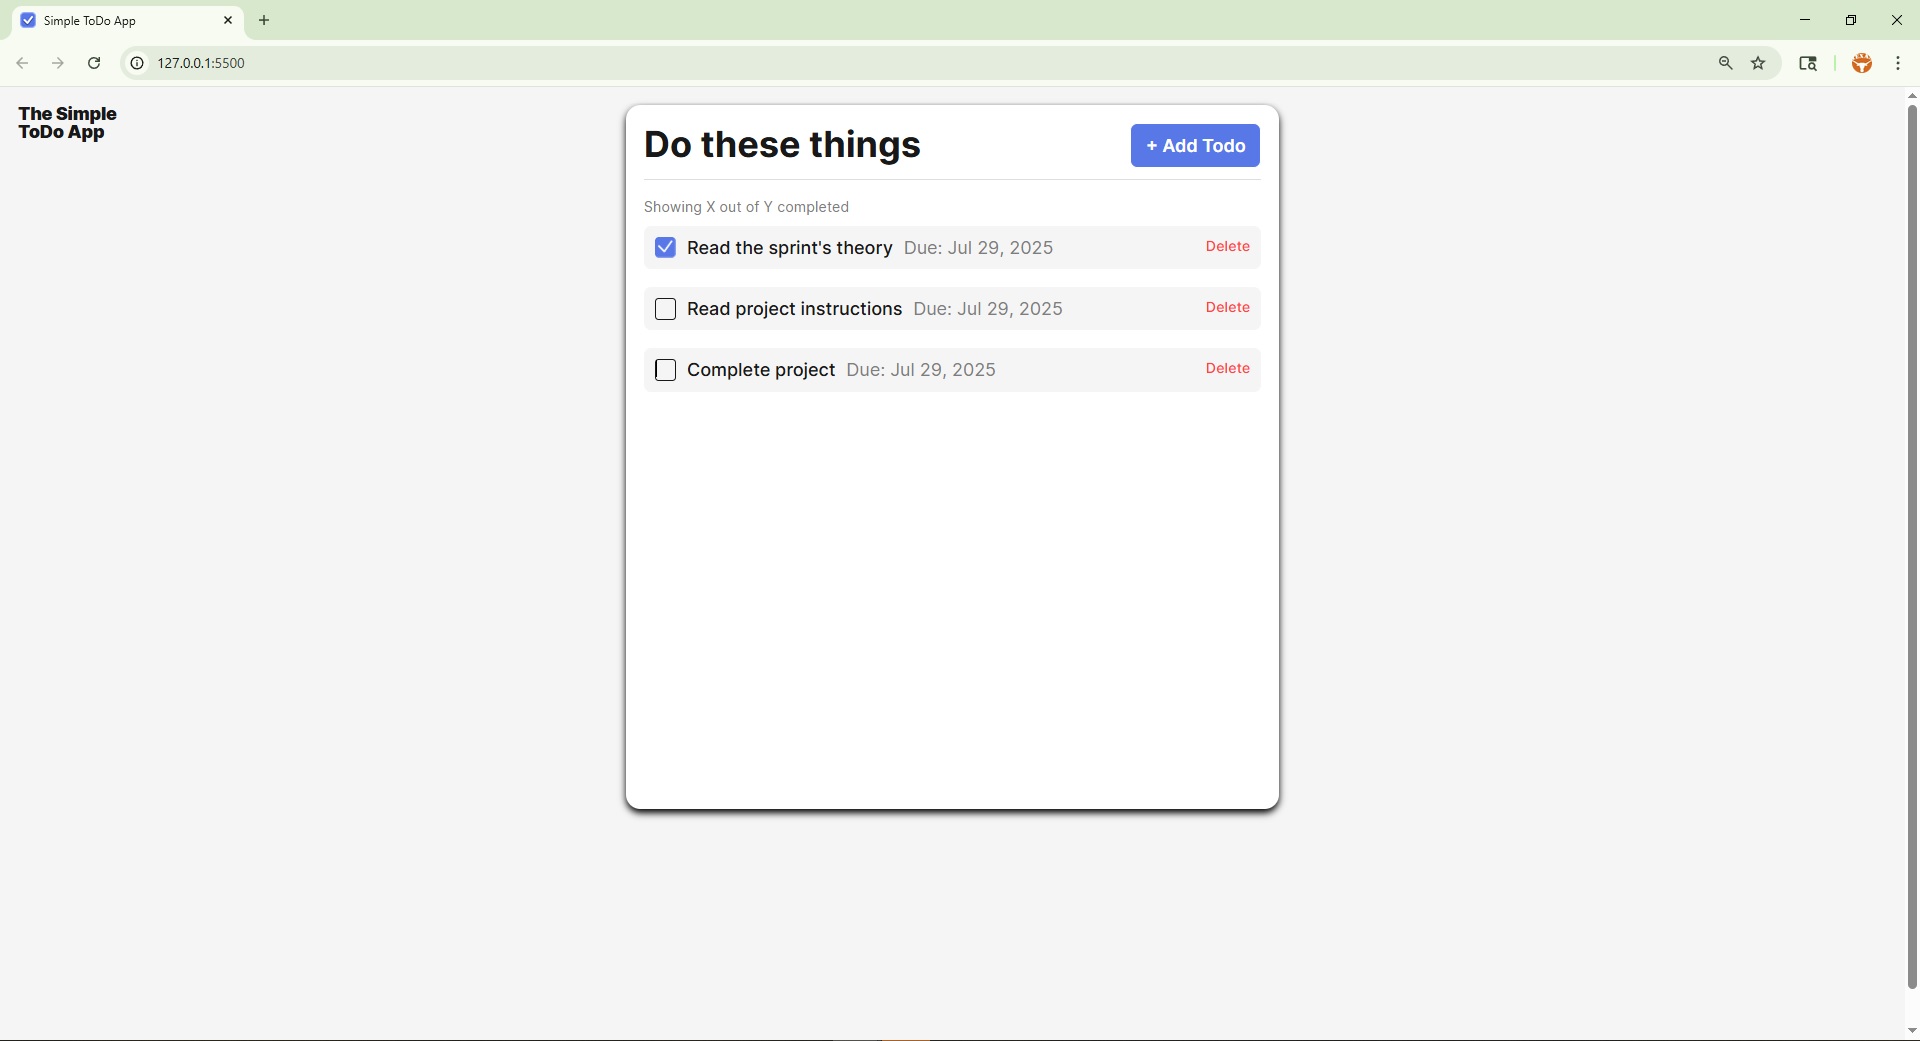 Simple ToDo App
127.0.0.1:5500
The Simple
ToDo App
Do these things
+ Add Todo
Showing X out of Y completed
Read the sprint's theory Due: Jul 29, 2025 Delete
Read project instructions Due: Jul 29, 2025 Delete
Complete project Due: Jul 29, 2025 Delete